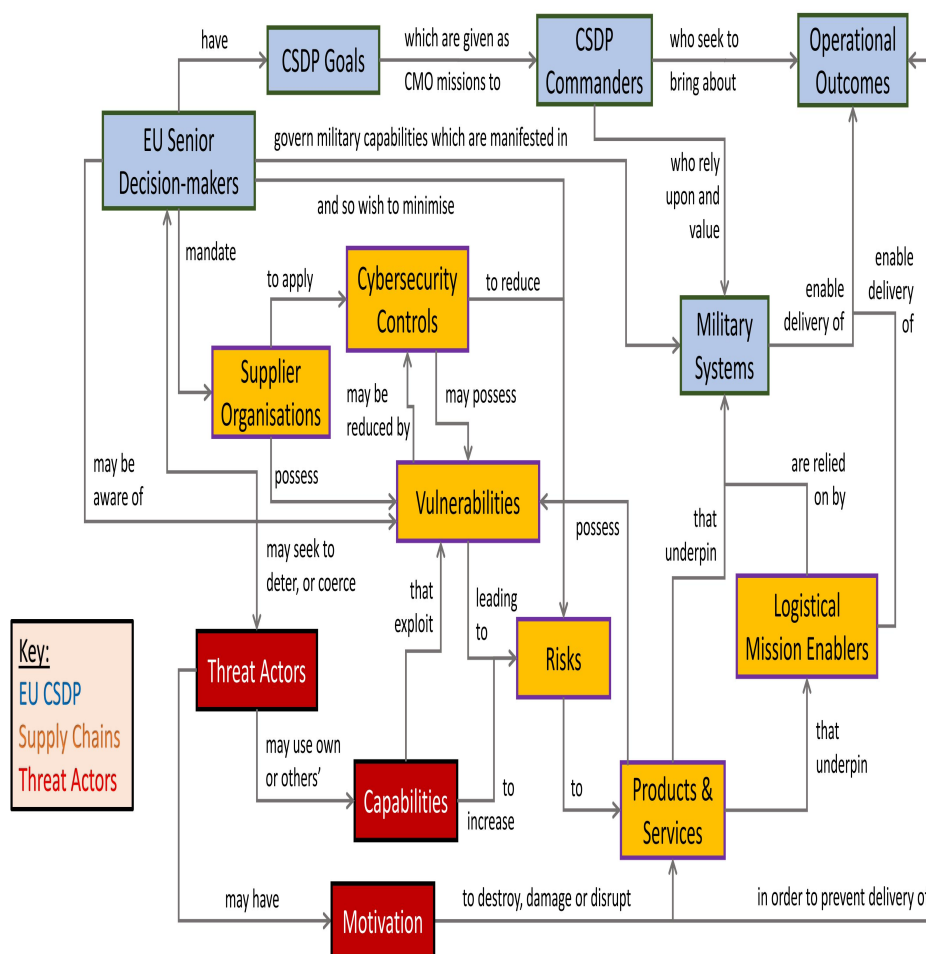 have
CSDP Goals
which are given as
CMO missions to
CSDP
Commanders
who seek to
bring about
Operational
Outcomes
EU Senior
Decision-makers
govern military capabilities which are manifested in
who rely
upon and
value
and so wish to minimise
mandate
to apply
Cybersecurity
Controls
to reduce
enable
delivery of
enable
delivery
of
Military
Systems
Supplier
Organisations
may be
reduced by
may possess
may be
aware of
possess
Vulnerabilities
possess
that
underpin
are relied
on by
may seek to
deter, or coerce
that
exploit
leading
to
Logistical
Mission Enablers
Key:
EU CSDP
Supply Chains
Threat Actors
Threat Actors
Risks
may use own
or others’
Capabilities
to
increase
to
Products &
Services
that
underpin
may have
Motivation
to destroy, damage or disrupt
in order to prevent delivery of